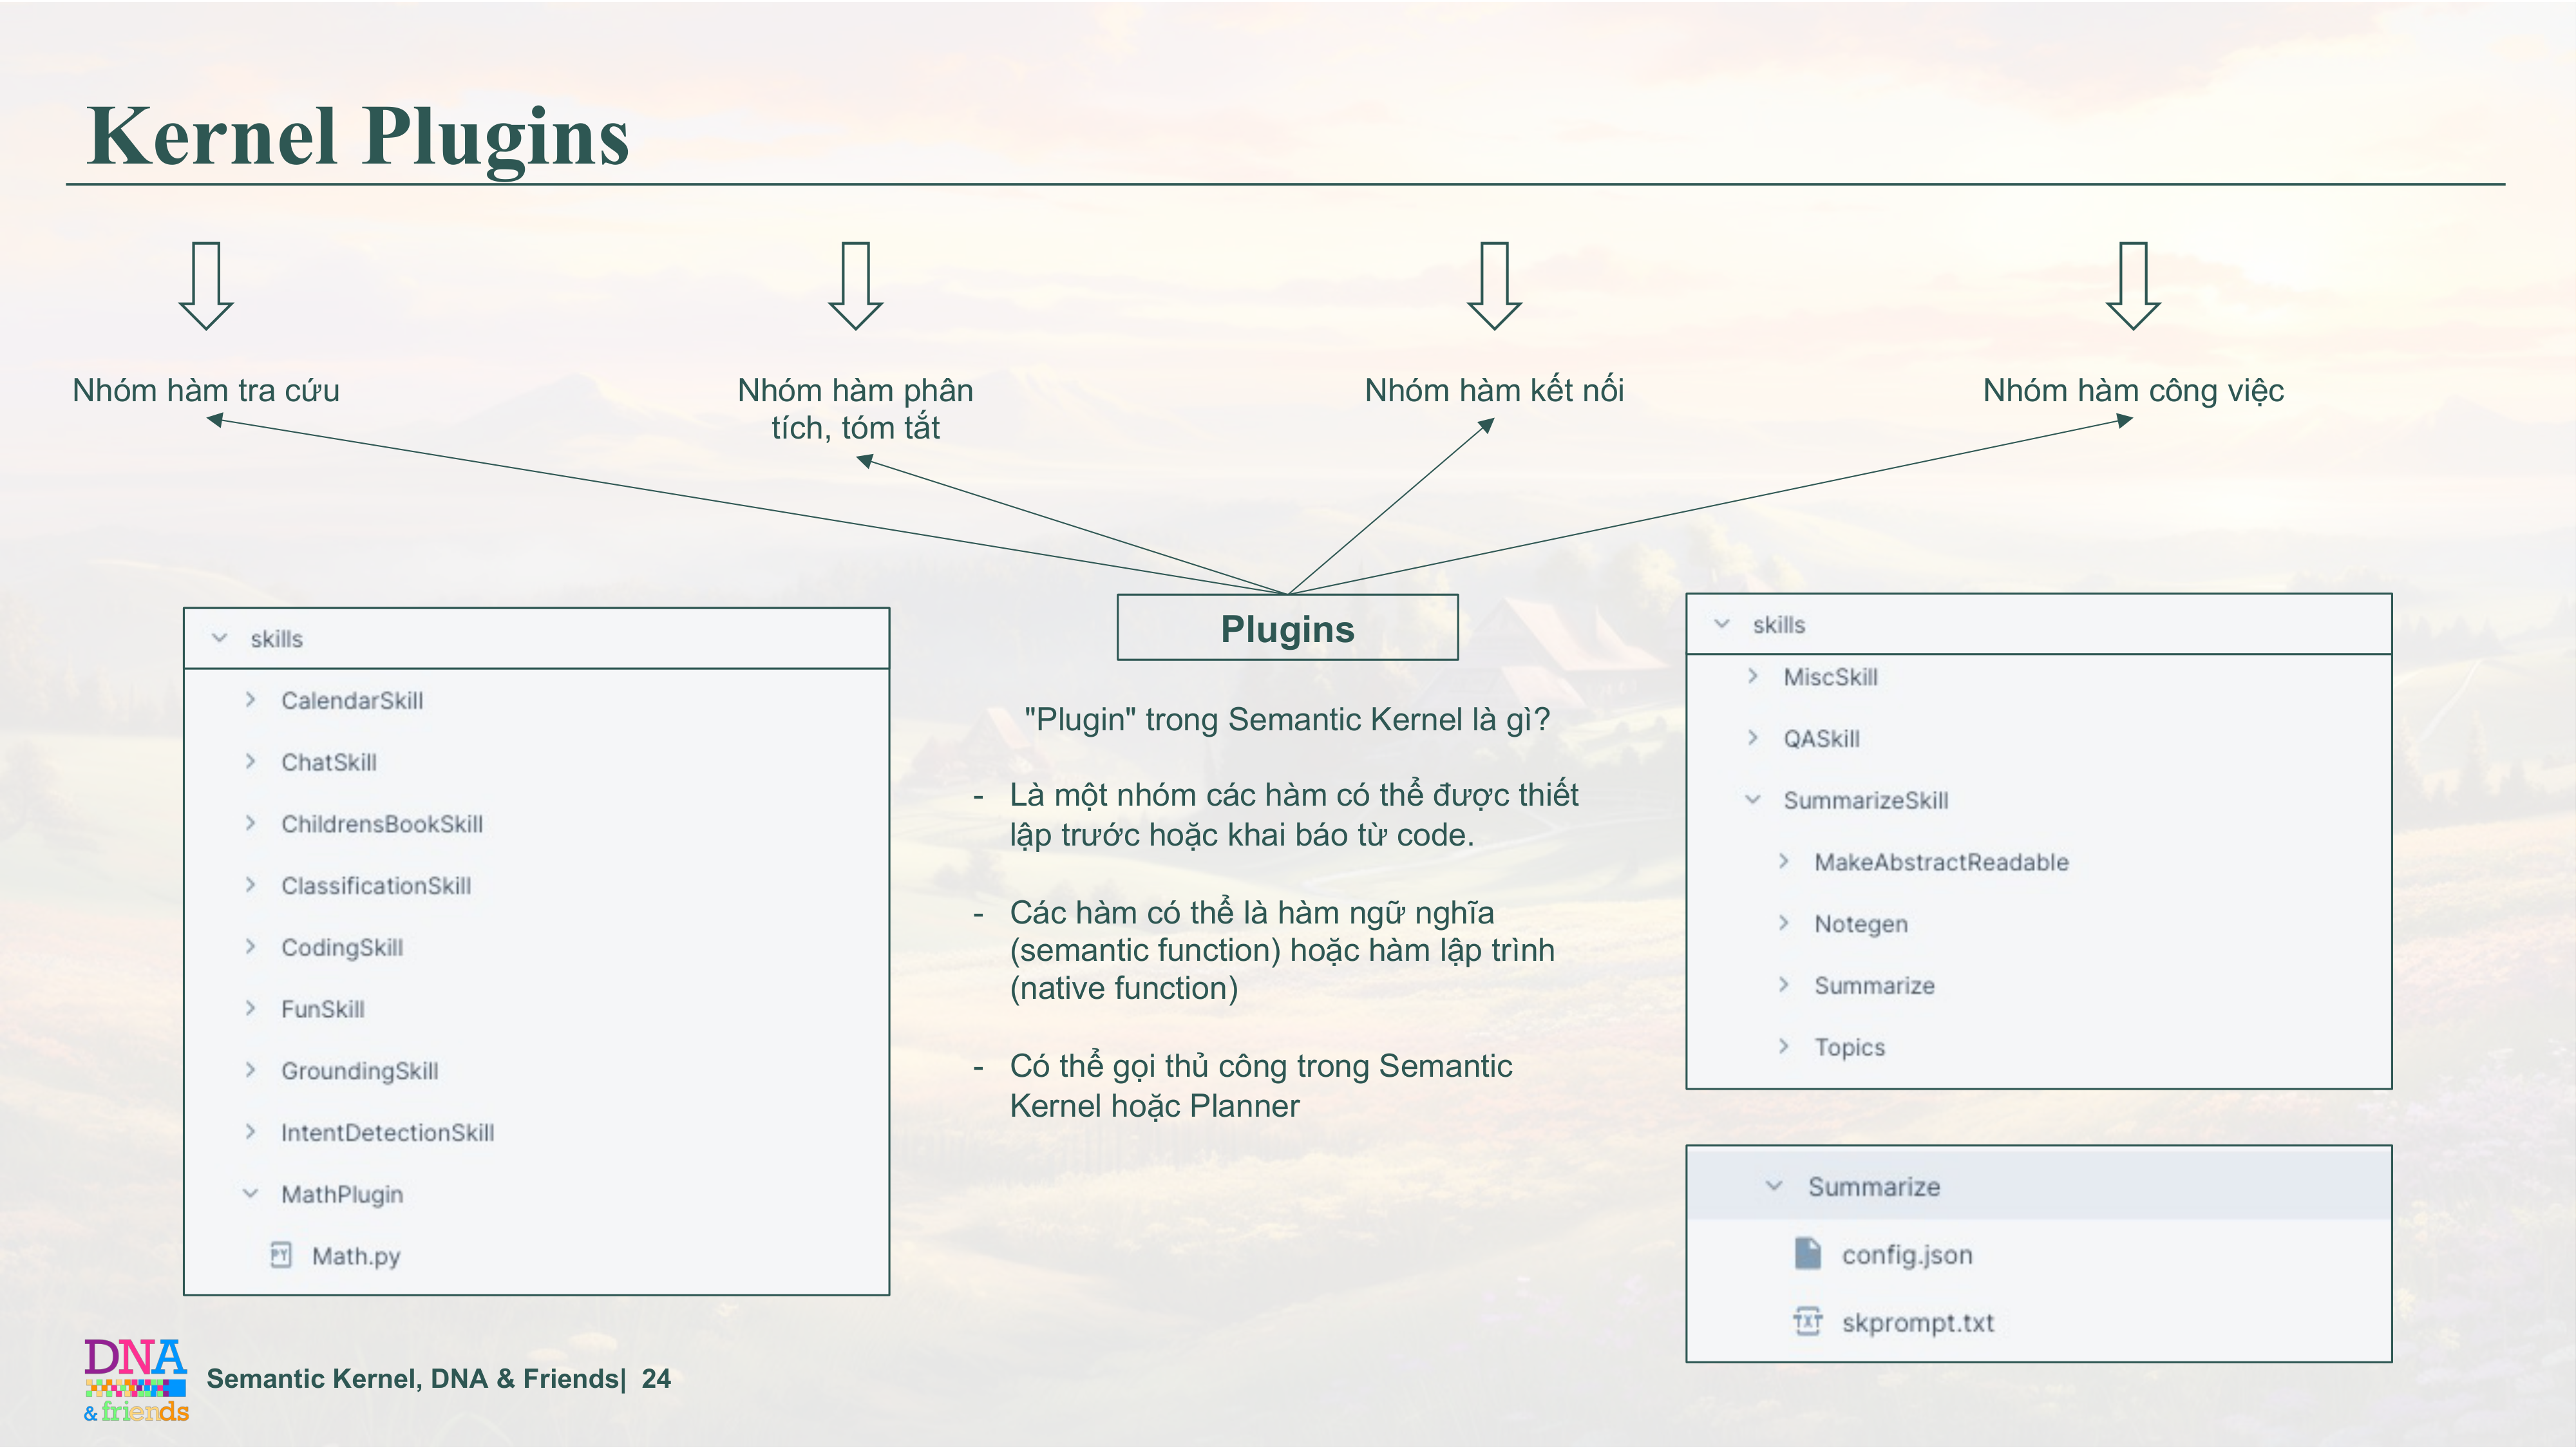 Kernel Plugins
Nhóm hàm tra cứu
Nhóm hàm phân
tích, tóm tắt
Nhóm hàm kết nối
Nhóm hàm công việc
skills
CalendarSkill
ChatSkill
ChildrensBookSkill
ClassificationSkill
CodingSkill
FunSkill
GroundingSkill
IntentDetectionSkill
MathPlugin
PY
Math.py
Plugins
"Plugin" trong Semantic Kernel là gì?
- Là một nhóm các hàm có thể được thiết
lập trước hoặc khai báo từ code.
- Các hàm có thể là hàm ngữ nghĩa
(semantic function) hoặc hàm lập trình
(native function)
- Có thể gọi thủ công trong Semantic
Kernel hoặc Planner
skills
MiscSkill
QASkill
SummarizeSkill
MakeAbstractReadable
Notegen
Summarize
Topics
Summarize
config.json
TXT
skprompt.txt
DNA
& friends
Semantic Kernel, DNA & Friends| 24